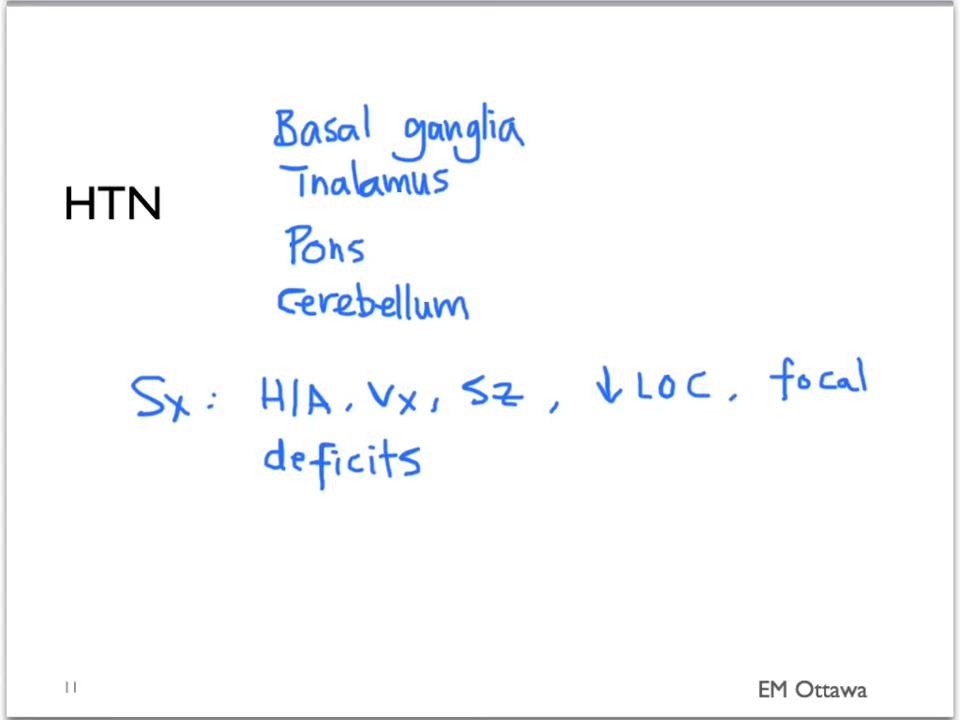 Basal ganglia
Thalamus
HTN
Pons
Cerebellum
Sx: H/A, Vx, SZ, ↓ LOC, focal
deficits
11
EM Ottawa